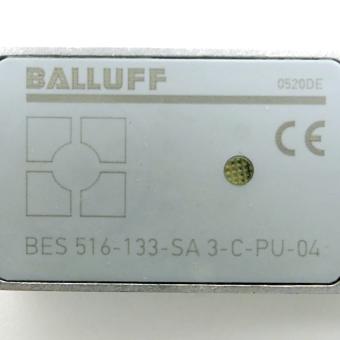 BALLUFF
0520DE
CE
BES 516-133-SA 3-C-PU-04